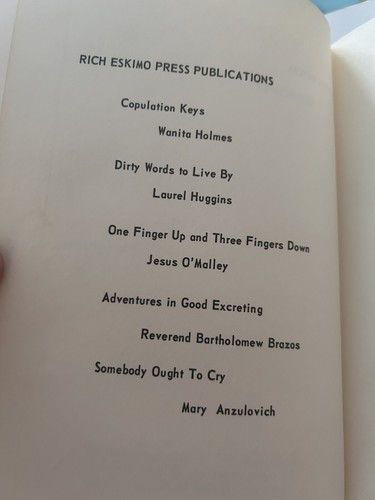 RICH ESKIMO PRESS PUBLICATIONS
Copulation Keys
Wanita Holmes
Dirty Words to Live By
Laurel Huggins
One Finger Up and Three Fingers Down
Jesus O'Malley
Adventures in Good Excreting
Reverend Bartholomew Brazos
Somebody Ought To Cry
Mary Anzulovich